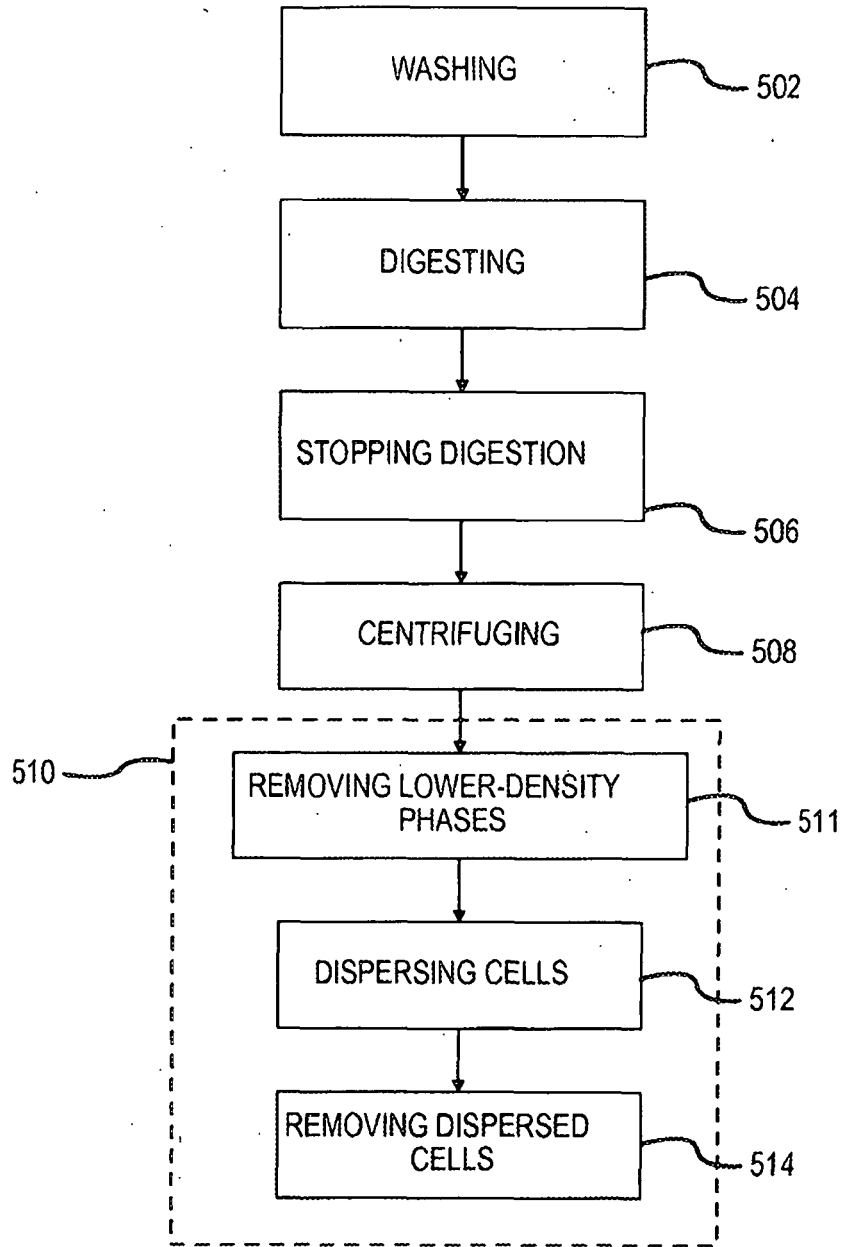 WASHING
502
DIGESTING
504
STOPPING DIGESTION
506
CENTRIFUGING
508
510
REMOVING LOWER-DENSITY
PHASES
511
DISPERSING CELLS
512
REMOVING DISPERSED
CELLS
514